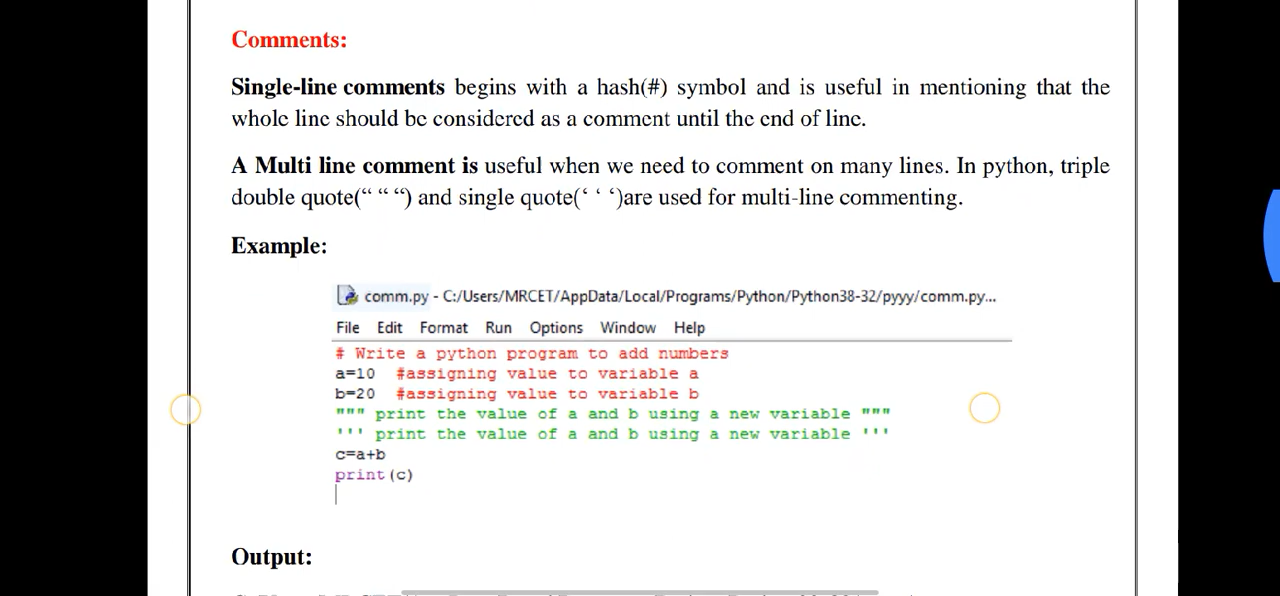 Comments:
Single-line comments begins with a hash(#) symbol and is useful in mentioning that the
whole line should be considered as a comment until the end of line.
A Multi line comment is useful when we need to comment on many lines. In python, triple
double quote(“ “ “) and single quote(‘ ‘ ‘)are used for multi-line commenting.
Example:
comm.py - C:/Users/MRCET/AppData/Local/Programs/Python/Python38-32/pyyy/comm.py...
File Edit Format Run Options Window Help
# Write a python program to add numbers
a=10 #assigning value to variable a
b=20 #assigning value to variable b
""" print the value of a and b using a new variable """
''' print the value of a and b using a new variable '''
c=a+b
print(c)
Output: